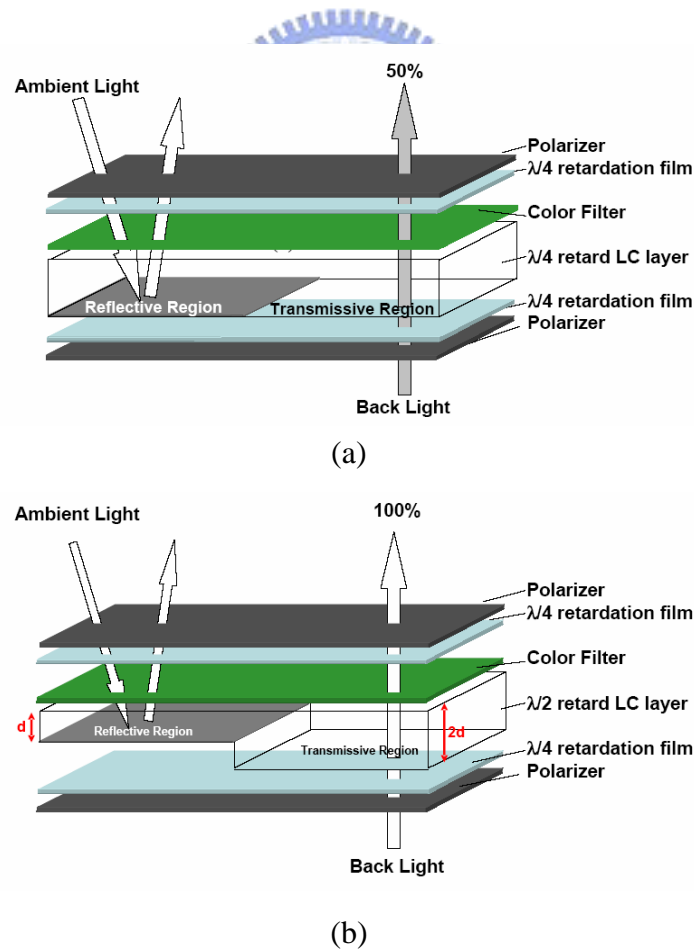 50%
Ambient Light
Polarizer
λ/4 retardation film
Color Filter
λ/4 retard LC layer
Reflective Region
Transmissive Region
λ/4 retardation film
Polarizer
Back Light
(a)
100%
Ambient Light
Polarizer
λ/4 retardation film
Color Filter
λ/2 retard LC layer
d
Reflective Region
2d
Transmissive Region
λ/4 retardation film
Polarizer
Back Light
(b)